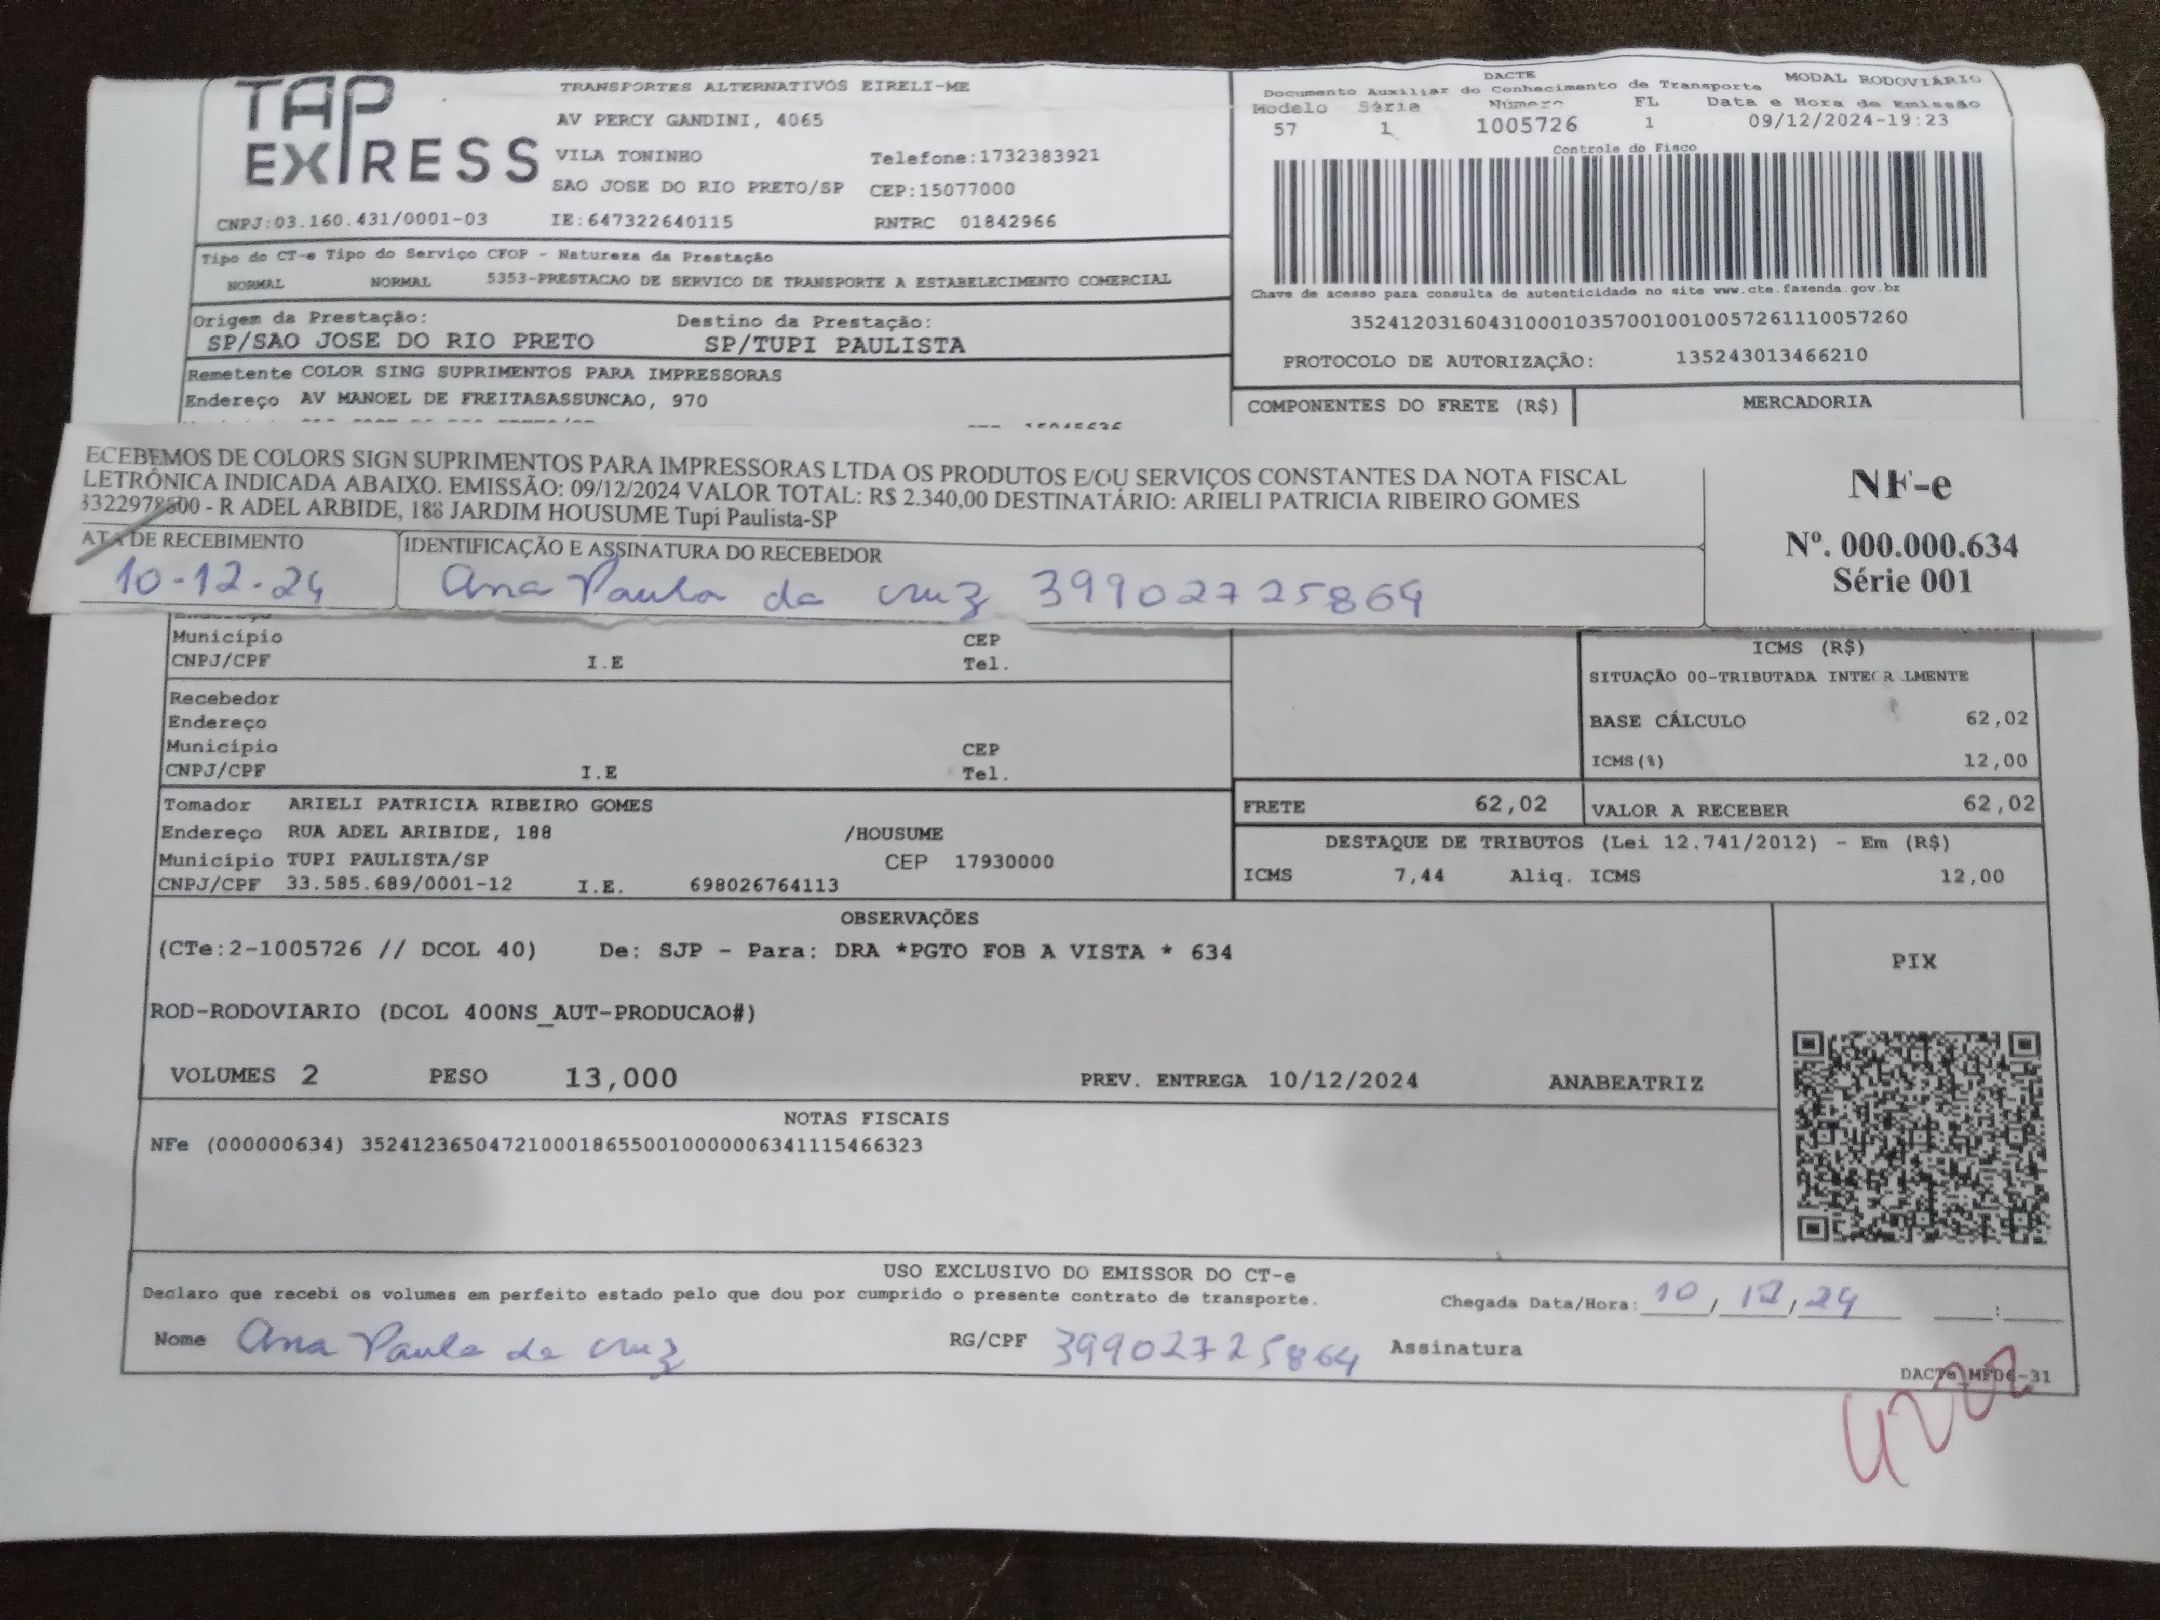 TAP EXPRESS
TRANSPORTES ALTERNATIVOS EIRELI-ME
AV PERCY GANDINI, 4065
VILA TONINHO Telefone:1732383921
SAO JOSE DO RIO PRETO/SP CEP:15077000
CNPJ:03.160.431/0001-03 IE:647322640115 RNTRC 01842966
DACTE MODAL RODOVIÁRIO
Documento Auxiliar do Conhecimento de Transporte
Modelo Série Número FL Data e Hora de Emissão
57 1 1005726 1 09/12/2024-19:23
Controle do Fisco
Chave de acesso para consulta de autenticidade no site www.cte.fazenda.gov.br
35241203160431000103570010010057261110057260
PROTOCOLO DE AUTORIZAÇÃO: 135243013466210
Tipo do CT-e Tipo do Serviço CFOP - Natureza da Prestação
NORMAL NORMAL 5353-PRESTACAO DE SERVICO DE TRANSPORTE A ESTABELECIMENTO COMERCIAL
Origem da Prestação: Destino da Prestação:
SP/SAO JOSE DO RIO PRETO SP/TUPI PAULISTA
Remetente COLOR SING SUPRIMENTOS PARA IMPRESSORAS
Endereço AV MANOEL DE FREITASASSUNCAO, 970
COMPONENTES DO FRETE (R$) MERCADORIA
ECEBEMOS DE COLORS SIGN SUPRIMENTOS PARA IMPRESSORAS LTDA OS PRODUTOS E/OU SERVIÇOS CONSTANTES DA NOTA FISCAL
LETRÔNICA INDICADA ABAIXO. EMISSÃO: 09/12/2024 VALOR TOTAL: R$ 2.340,00 DESTINATÁRIO: ARIELI PATRICIA RIBEIRO GOMES
- R ADEL ARBIDE, 188 JARDIM HOUSUME Tupi Paulista-SP
ATA DE RECEBIMENTO IDENTIFICAÇÃO E ASSINATURA DO RECEBEDOR
10-12-24 Ana Paula da cruz 39902725864
NF-e
Nº. 000.000.634
Série 001
Município CEP
CNPJ/CPF I.E Tel.
Recebedor
Endereço
Município CEP
CNPJ/CPF I.E Tel.
ICMS (R$)
SITUAÇÃO 00-TRIBUTADA INTEGRALMENTE
BASE CÁLCULO 62,02
ICMS(%) 12,00
Tomador ARIELI PATRICIA RIBEIRO GOMES
Endereço RUA ADEL ARIBIDE, 188 /HOUSUME
Município TUPI PAULISTA/SP CEP 17930000
CNPJ/CPF 33.585.689/0001-12 I.E. 698026764113
FRETE 62,02 VALOR A RECEBER 62,02
DESTAQUE DE TRIBUTOS (Lei 12.741/2012) - Em (R$)
ICMS 7,44 Aliq. ICMS 12,00
OBSERVAÇÕES
(CTe:2-1005726 // DCOL 40) De: SJP - Para: DRA *PGTO FOB A VISTA * 634
ROD-RODOVIARIO (DCOL 400NS_AUT-PRODUCAO#)
VOLUMES 2 PESO 13,000 PREV. ENTREGA 10/12/2024 ANABEATRIZ
PIX
NOTAS FISCAIS
NFe (000000634) 35241236504721000186550010000006341115466323
USO EXCLUSIVO DO EMISSOR DO CT-e
Declaro que recebi os volumes em perfeito estado pelo que dou por cumprido o presente contrato de transporte. Chegada Data/Hora: 10/12/24 :
Nome Ana Paula da cruz RG/CPF 39902725864 Assinatura
DACTe MF06-31